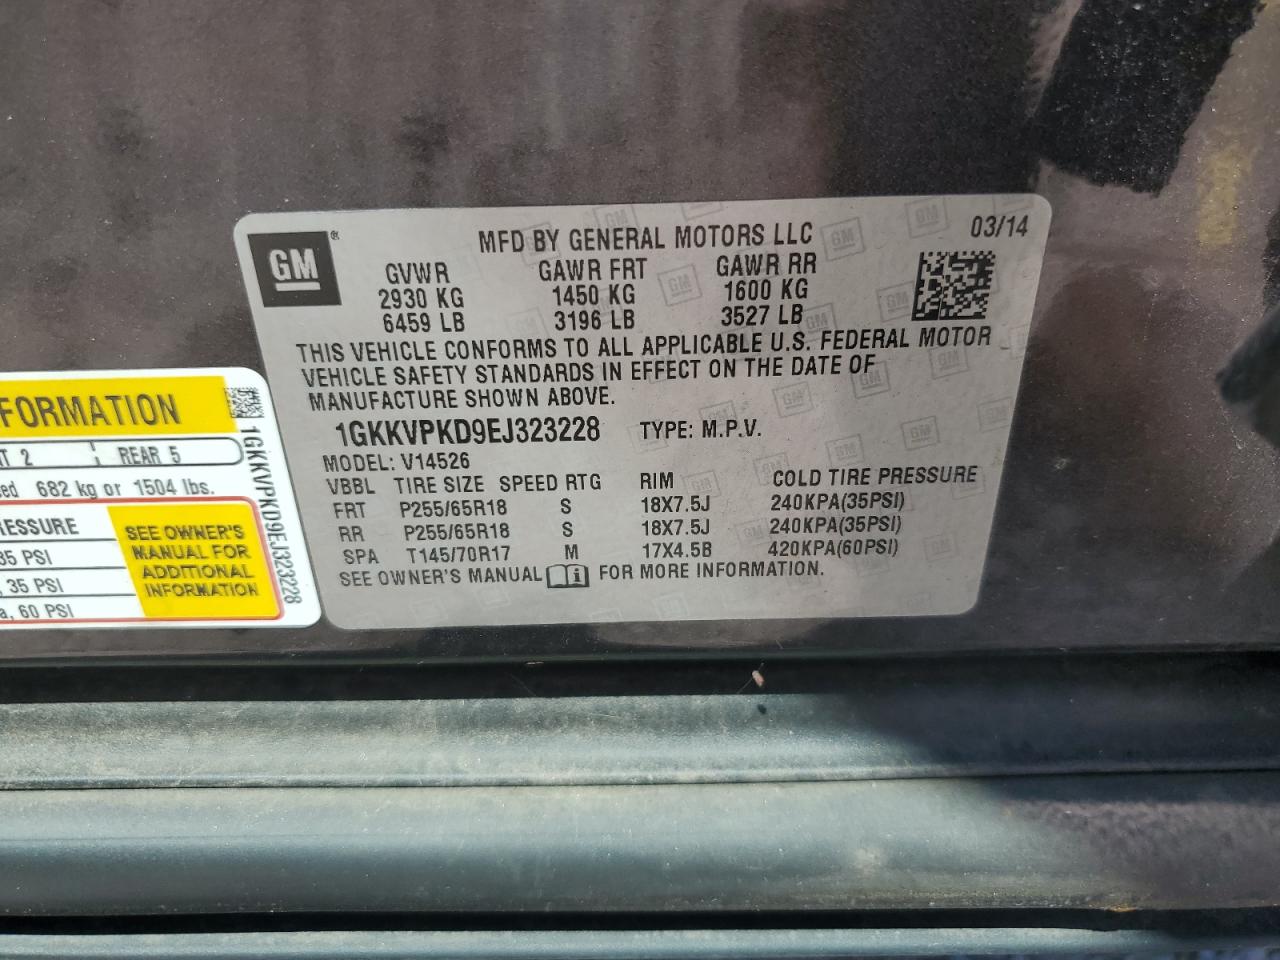 GM®
MFD BY GENERAL MOTORS LLC
03/14
GVWR GAWR FRT GAWR RR
2930 KG 1450 KG 1600 KG
6459 LB 3196 LB 3527 LB
THIS VEHICLE CONFORMS TO ALL APPLICABLE U.S. FEDERAL MOTOR
VEHICLE SAFETY STANDARDS IN EFFECT ON THE DATE OF
MANUFACTURE SHOWN ABOVE.
1GKKVPKD9EJ323228 TYPE: M.P.V.
MODEL: V14526
VBBL TIRE SIZE SPEED RTG RIM COLD TIRE PRESSURE
FRT P255/65R18 S 18X7.5J 240KPA(35PSI)
RR P255/65R18 S 18X7.5J 240KPA(35PSI)
SPA T145/70R17 M 17X4.5B 420KPA(60PSI)
SEE OWNER'S MANUAL FOR MORE INFORMATION.
FORMATION
T 2 REAR 5
ed 682 kg or 1504 lbs.
RESSURE
35 PSI
, 35 PSI
a, 60 PSI
SEE OWNER'S
MANUAL FOR
ADDITIONAL
INFORMATION
1GKKVPKD9EJ323228